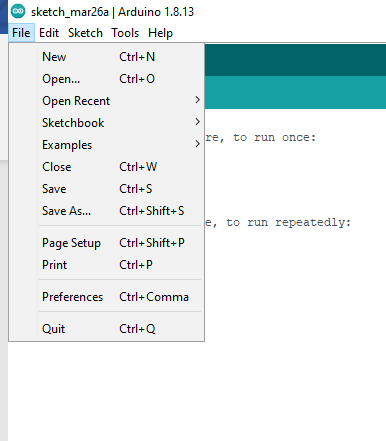 sketch_mar26a | Arduino 1.8.13
File Edit Sketch Tools Help
New Ctrl+N
Open... Ctrl+O
Open Recent
Sketchbook
Examples
Close Ctrl+W
Save Ctrl+S
Save As... Ctrl+Shift+S
Page Setup Ctrl+Shift+P
Print Ctrl+P
Preferences Ctrl+Comma
Quit Ctrl+Q
re, to run once:
e, to run repeatedly: